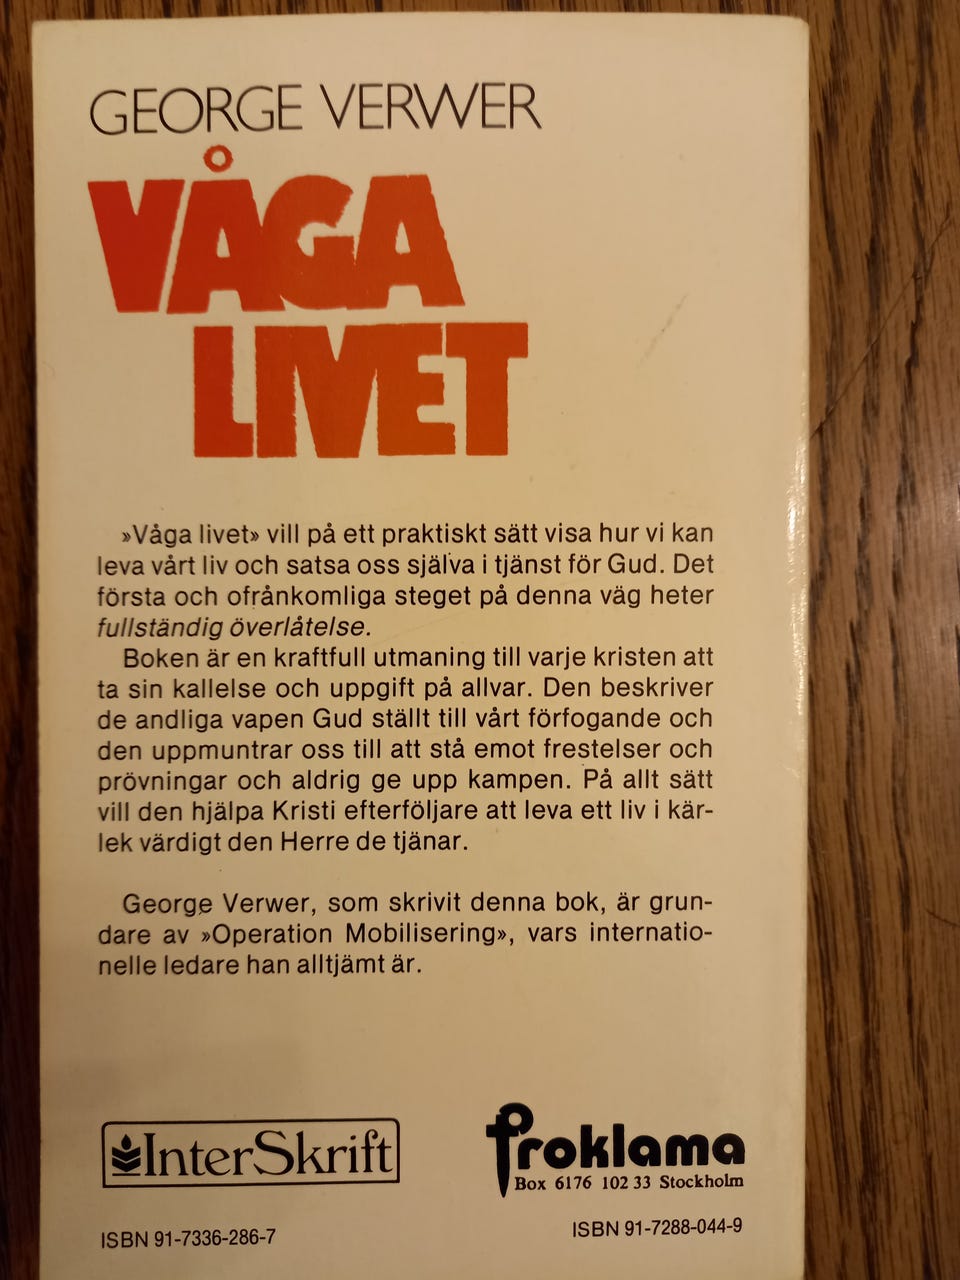 GEORGE VERWER
VÅGA
LIVET
»Våga livet» vill på ett praktiskt sätt visa hur vi kan
leva vårt liv och satsa oss själva i tjänst för Gud. Det
första och ofrånkomliga steget på denna väg heter
fullständig överlåtelse.
Boken är en kraftfull utmaning till varje kristen att
ta sin kallelse och uppgift på allvar. Den beskriver
de andliga vapen Gud ställt till vårt förfogande och
den uppmuntrar oss till att stå emot frestelser och
prövningar och aldrig ge upp kampen. På allt sätt
vill den hjälpa Kristi efterföljare att leva ett liv i kär-
lek värdigt den Herre de tjänar.
George Verwer, som skrivit denna bok, är grun-
dare av »Operation Mobilisering», vars internatio-
nelle ledare han alltjämt är.
InterSkrift
ISBN 91-7336-286-7
Proklama
Box 6176 102 33 Stockholm
ISBN 91-7288-044-9